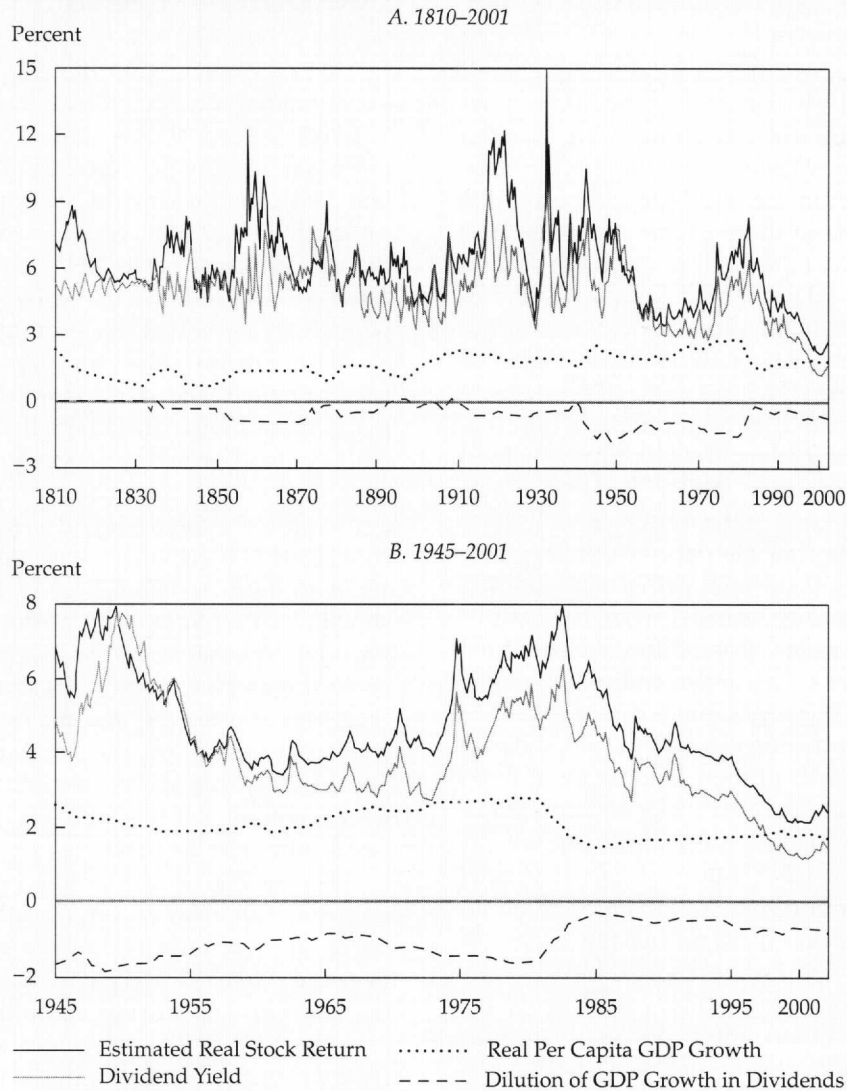 A. 1810–2001
Percent
15
12
9
6
3
0
−3
1810 1830 1850 1870 1890 1910 1930 1950 1970 1990 2000
B. 1945–2001
Percent
8
6
4
2
0
−2
1945 1955 1965 1975 1985 1995 2000
Estimated Real Stock Return Real Per Capita GDP Growth
Dividend Yield Dilution of GDP Growth in Dividends